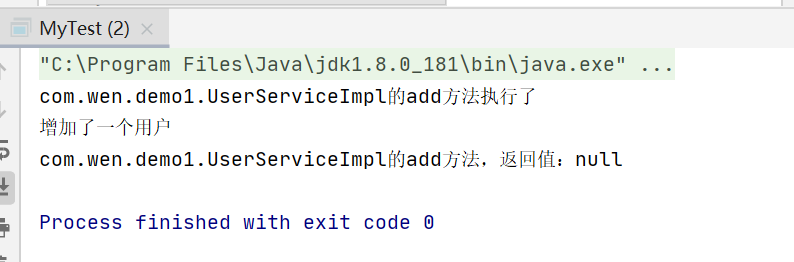 MyTest (2)
"C:\Program Files\Java\jdk1.8.0_181\bin\java.exe" ...
com.wen.demo1.UserServiceImpl的add方法执行了
增加了一个用户
com.wen.demo1.UserServiceImpl的add方法，返回值：null
Process finished with exit code 0